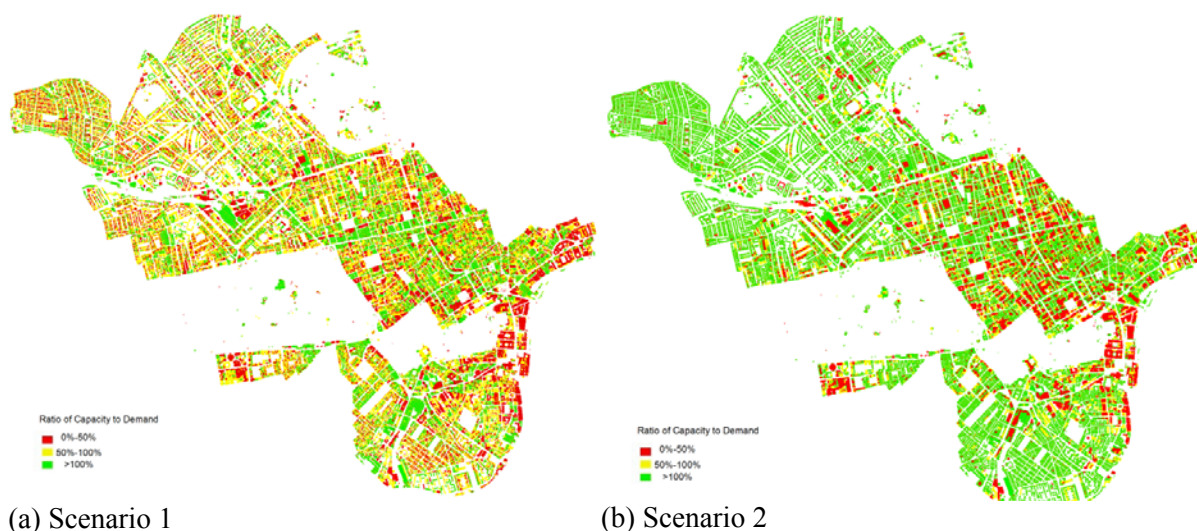 Ratio of Capacity to Demand
0%-50%
50%-100%
>100%
(a) Scenario 1
Ratio of Capacity to Demand
0%-50%
50%-100%
>100%
(b) Scenario 2